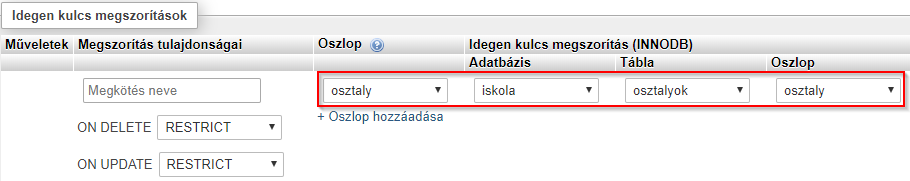 Idegen kulcs megszorítások
Műveletek Megszorítás tulajdonságai Oszlop Idegen kulcs megszorítás (INNODB)
Adatbázis Tábla Oszlop
Megkötés neve osztaly iskola osztalyok osztaly
+ Oszlop hozzáadása
ON DELETE RESTRICT
ON UPDATE RESTRICT